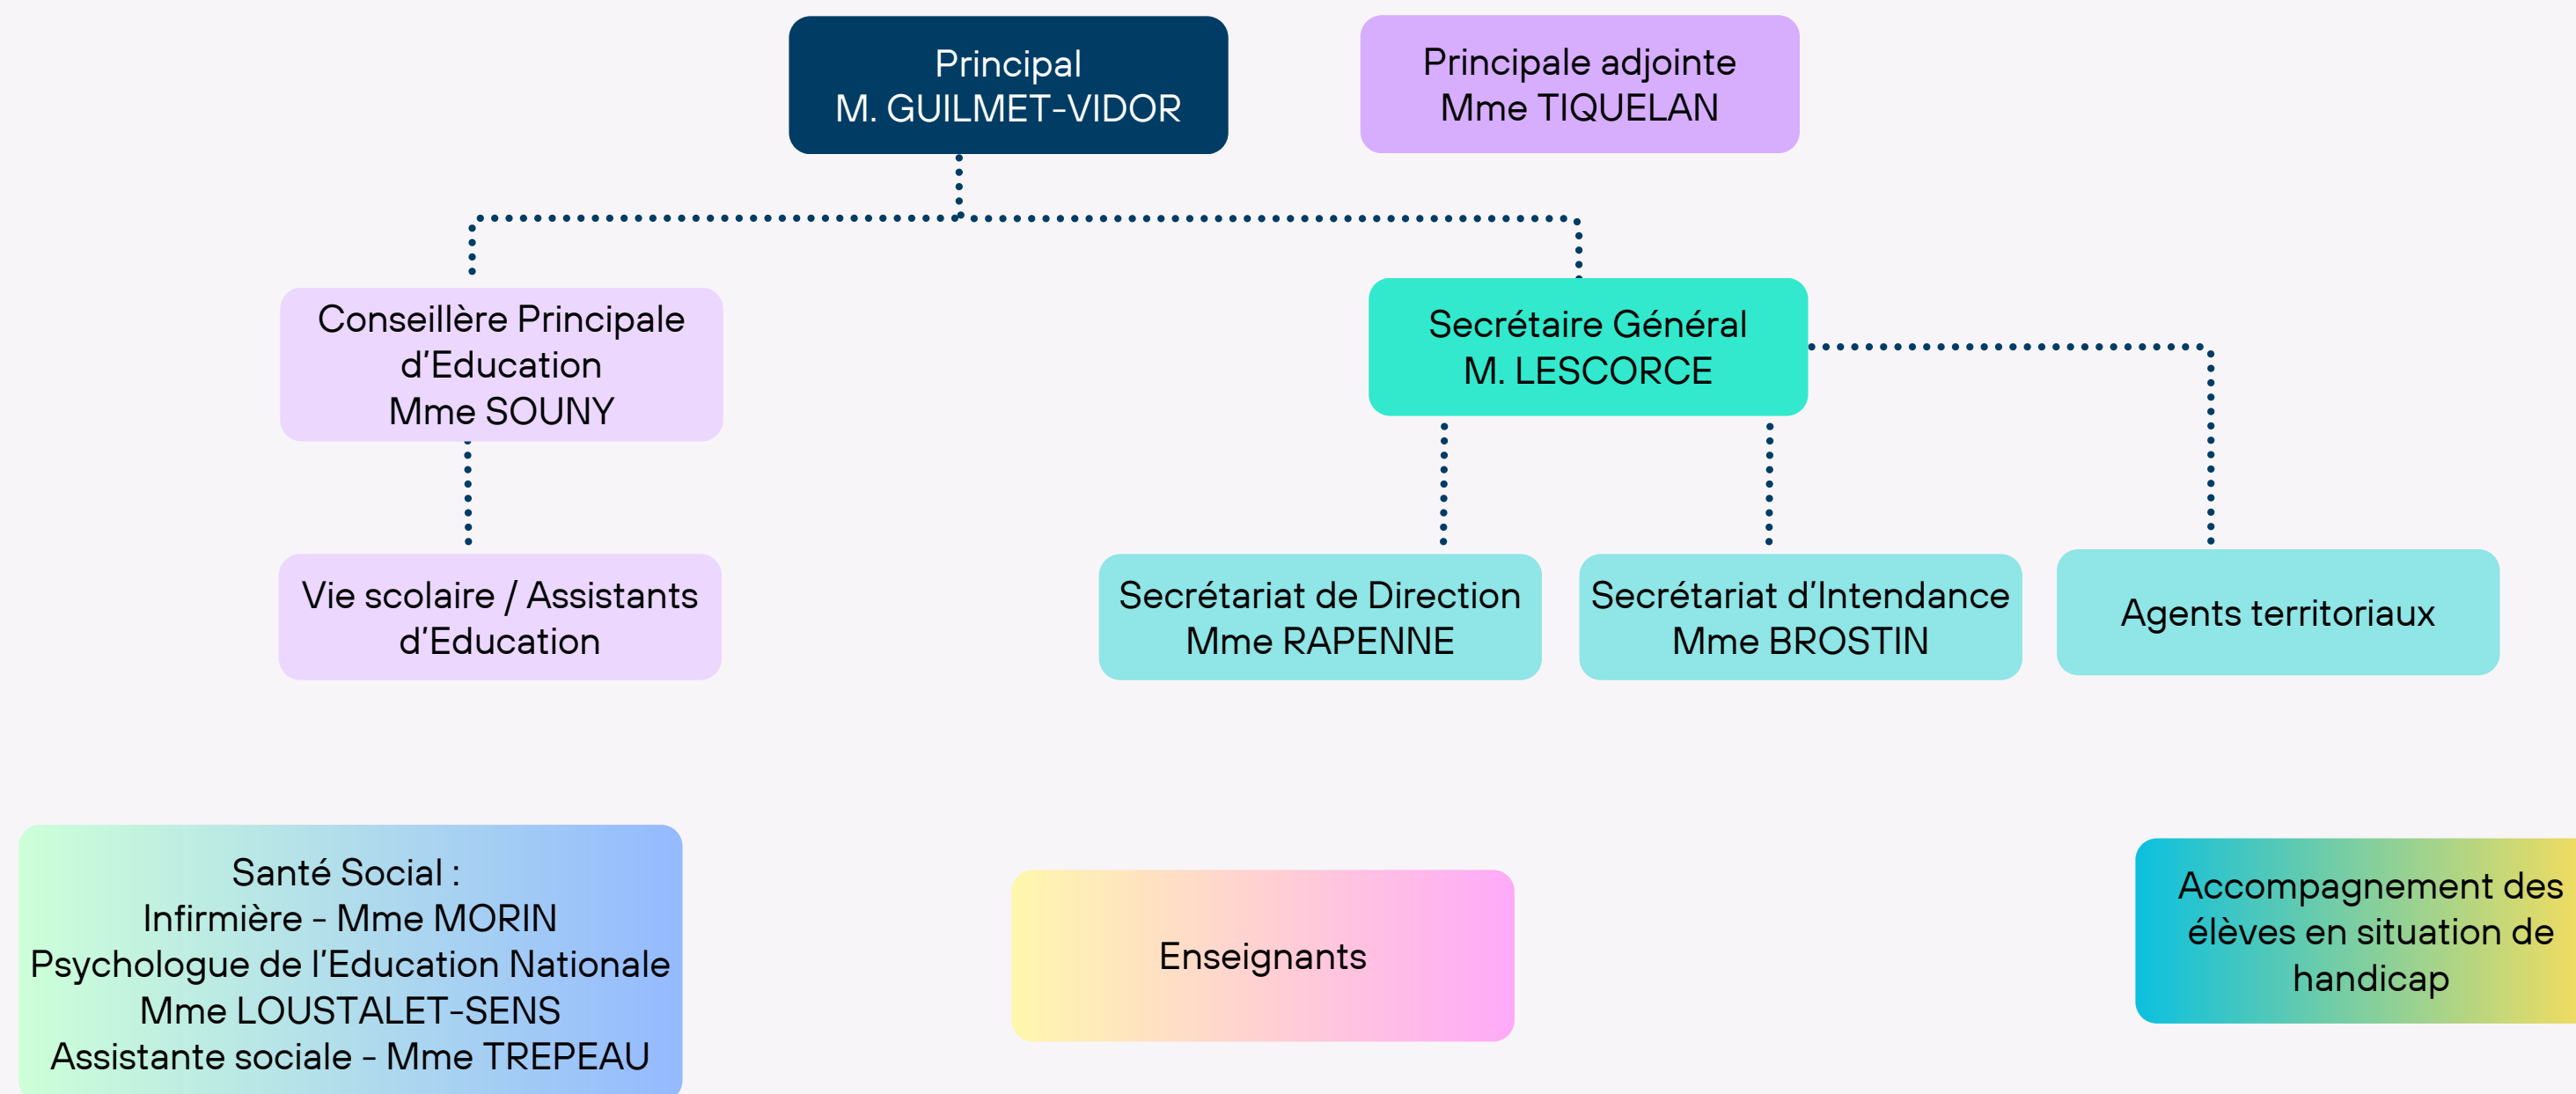 Principal
M. GUILMET-VIDOR
Principale adjointe
Mme TIQUELAN
Conseillère Principale
d'Education
Mme SOUNY
Secrétaire Général
M. LESCORCE
Vie scolaire / Assistants
d'Education
Secrétariat de Direction
Mme RAPENNE
Secrétariat d'Intendance
Mme BROSTIN
Agents territoriaux
Santé Social :
Infirmière - Mme MORIN
Psychologue de l'Education Nationale
Mme LOUSTALET-SENS
Assistante sociale - Mme TREPEAU
Enseignants
Accompagnement des
élèves en situation de
handicap